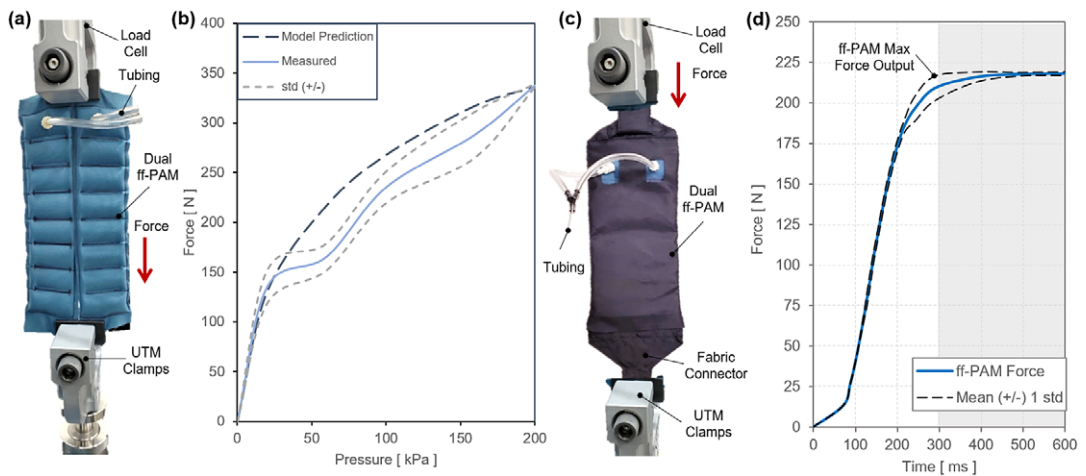 (a)
Load
Cell
Tubing
Dual
ff-PAM
Force
UTM
Clamps
(b)
400
350
300
250
200
150
100
50
0
Force [ N ]
Model Prediction
Measured
std (+/-)
0
50
100
150
200
Pressure [ kPa ]
(c)
Load
Cell
Force
Dual
ff-PAM
Tubing
Fabric
Connector
UTM
Clamps
(d)
250
225
200
175
150
125
100
75
50
25
0
Force [ N ]
ff-PAM Max
Force Output
ff-PAM Force
Mean (+/-) 1 std
0
100
200
300
400
500
600
Time [ ms ]